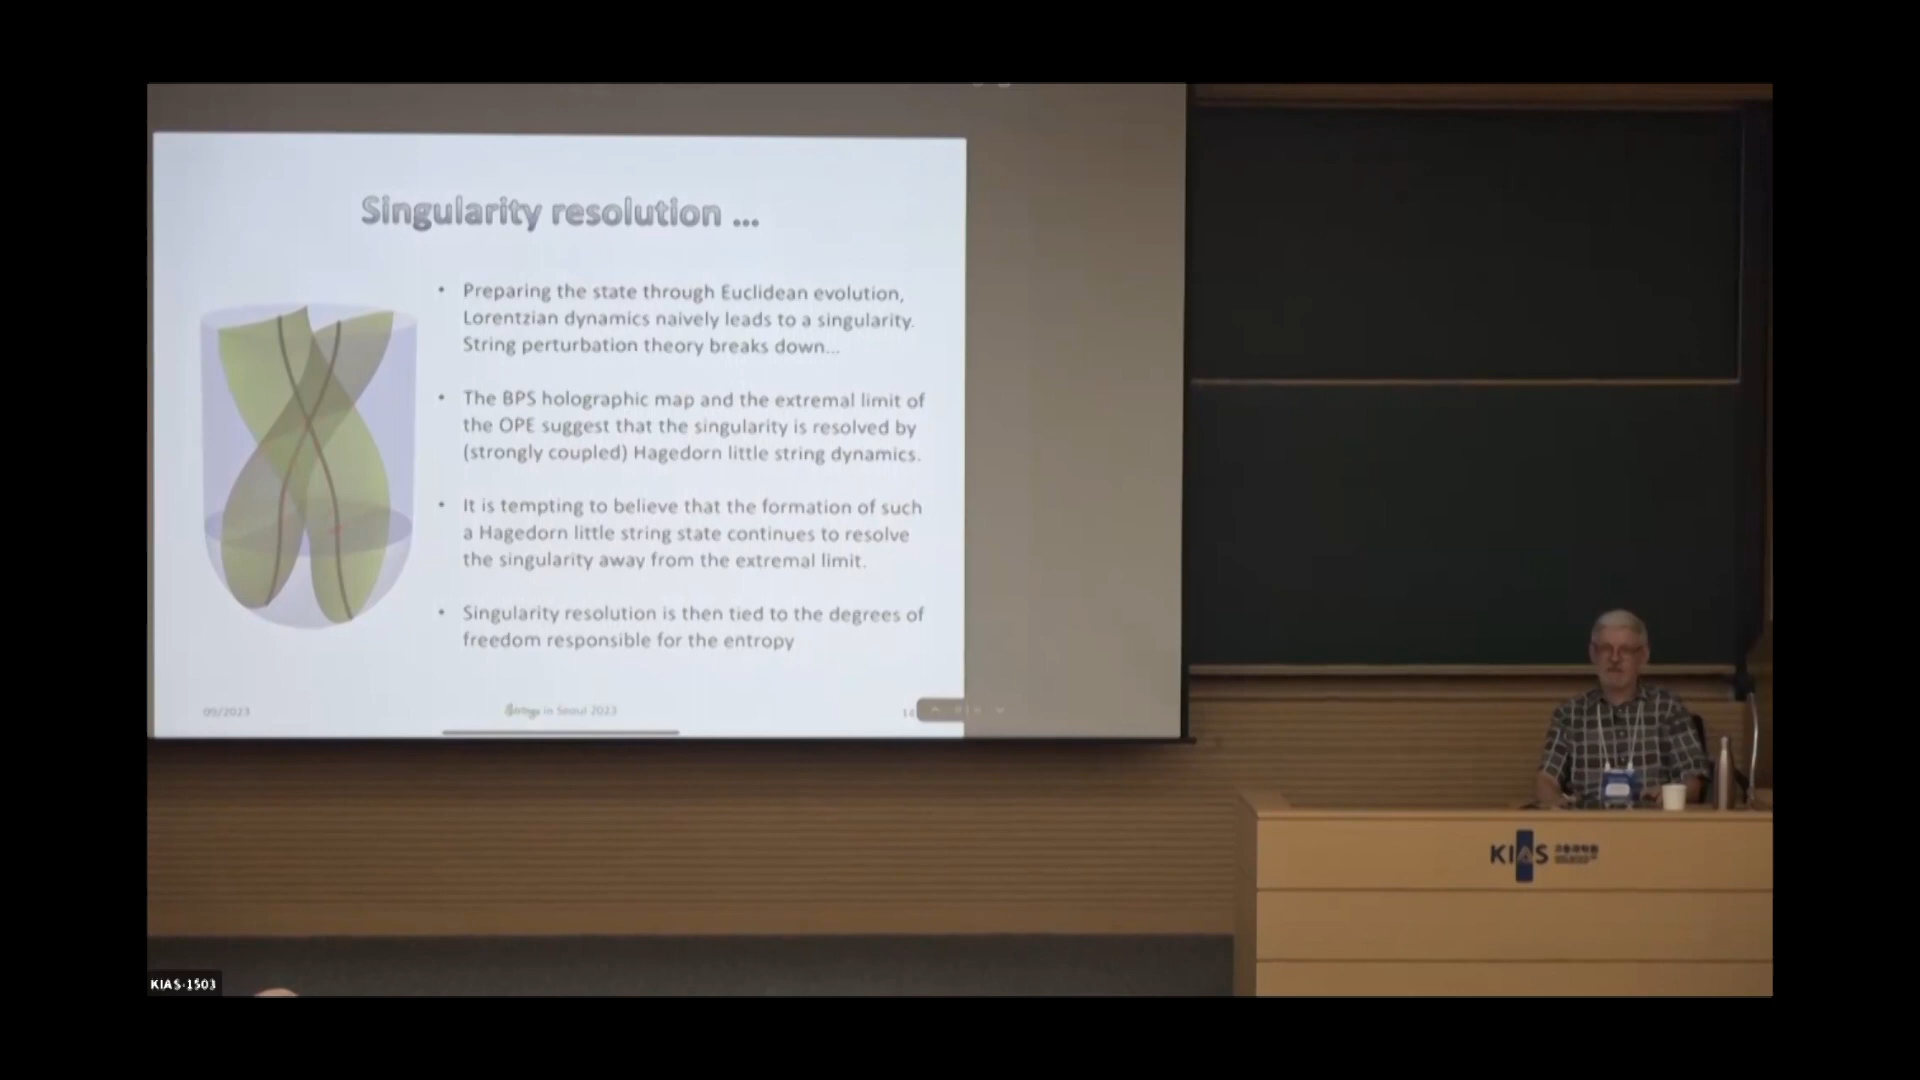 Singularity resolution ...
• Preparing the state through Euclidean evolution,
Lorentzian dynamics naively leads to a singularity.
String perturbation theory breaks down...
• The BPS holographic map and the extremal limit of
the OPE suggest that the singularity is resolved by
(strongly coupled) Hagedorn little string dynamics.
• It is tempting to believe that the formation of such
a Hagedorn little string state continues to resolve
the singularity away from the extremal limit.
• Singularity resolution is then tied to the degrees of
freedom responsible for the entropy
09/2023
Strings in Seoul 2023
KIAS
KIAS-1503